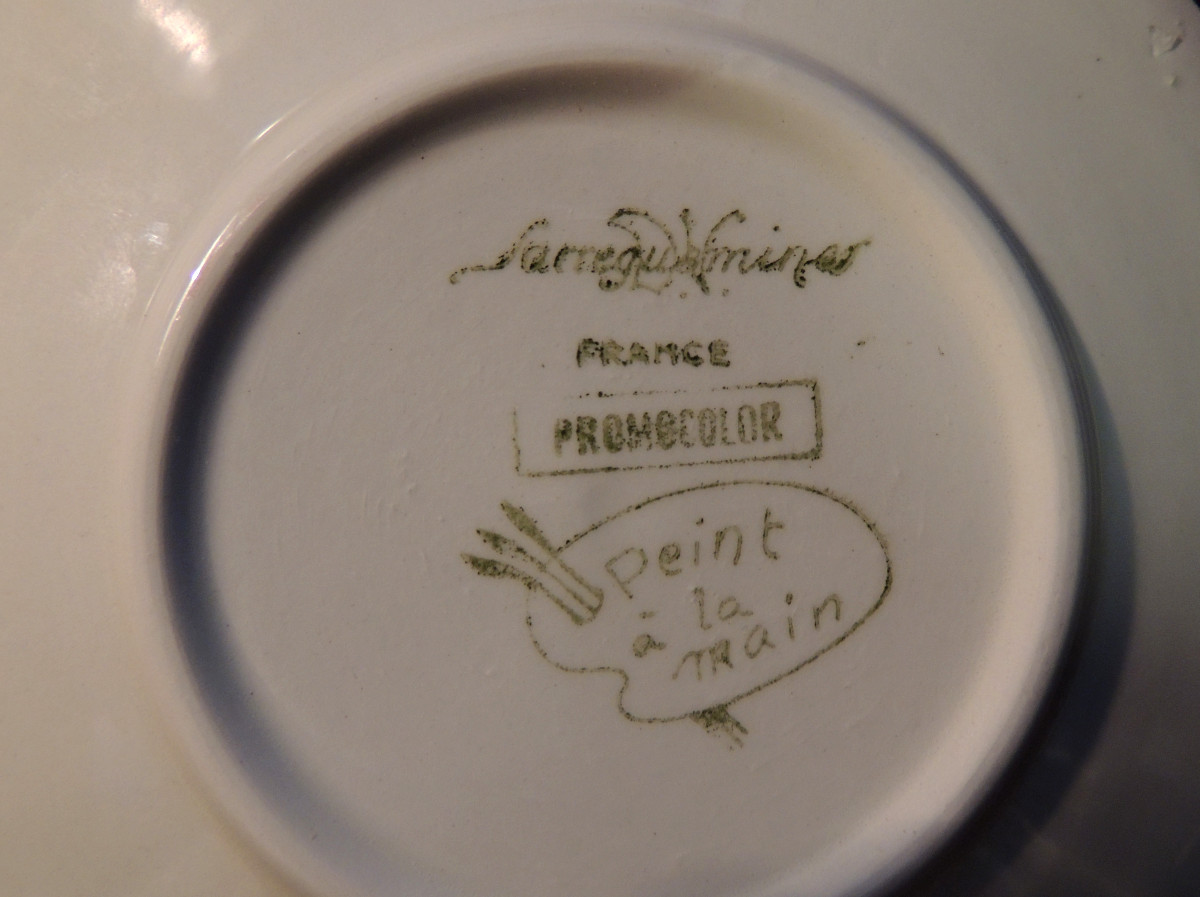 Sarreguemines
FRANCE
PROMOCOLOR
Peint
à la
main